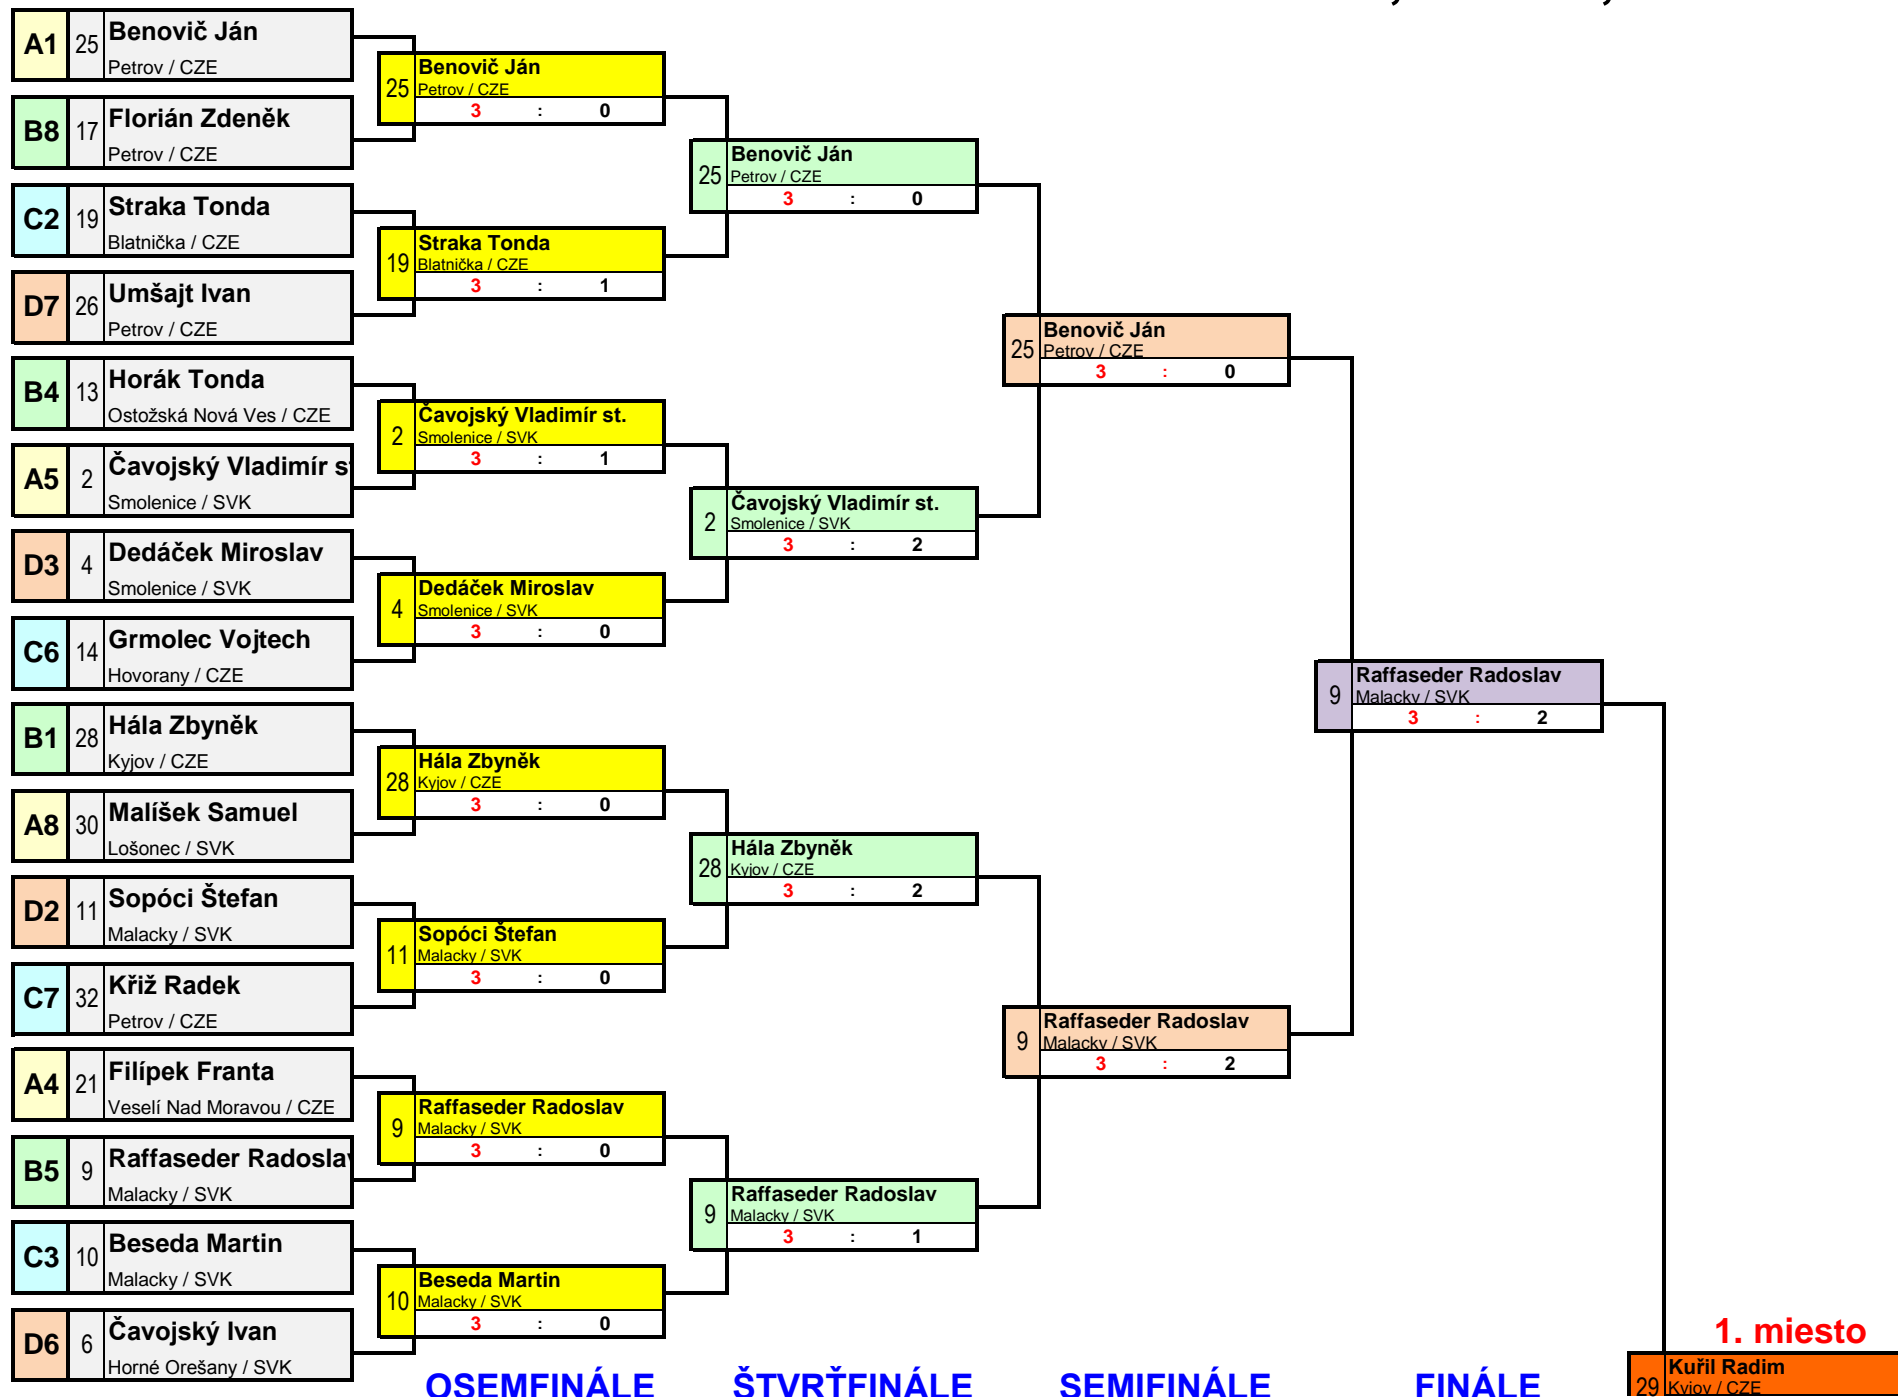 A1 25 Benovič Ján
Petrov / CZE
B8 17 Florián Zdeněk
Petrov / CZE
C2 19 Straka Tonda
Blatnička / CZE
D7 26 Umšajt Ivan
Petrov / CZE
B4 13 Horák Tonda
Ostožská Nová Ves / CZE
A5 2 Čavojský Vladimír
Smolenice / SVK
D3 4 Dedáček Miroslav
Smolenice / SVK
C6 14 Grmolec Vojtech
Hovorany / CZE
B1 28 Hála Zbyněk
Kyjov / CZE
A8 30 Malíšek Samuel
Lošonec / SVK
D2 11 Sopóci Štefan
Malacky / SVK
C7 32 Křiž Radek
Petrov / CZE
A4 21 Filípek Franta
Veselí Nad Moravou / CZE
B5 9 Raffaseder Radoslav
Malacky / SVK
C3 10 Beseda Martin
Malacky / SVK
D6 6 Čavojský Ivan
Horné Orešany / SVK
25 Benovič Ján
Petrov / CZE
3 : 0
19 Straka Tonda
Blatnička / CZE
3 : 1
2 Čavojský Vladimír st.
Smolenice / SVK
3 : 1
4 Dedáček Miroslav
Smolenice / SVK
3 : 0
28 Hála Zbyněk
Kyjov / CZE
3 : 0
11 Sopóci Štefan
Malacky / SVK
3 : 0
9 Raffaseder Radoslav
Malacky / SVK
3 : 0
10 Beseda Martin
Malacky / SVK
3 : 0
OSEMFINÁLE
25 Benovič Ján
Petrov / CZE
3 : 0
2 Čavojský Vladimír st.
Smolenice / SVK
3 : 2
28 Hála Zbyněk
Kyjov / CZE
3 : 2
9 Raffaseder Radoslav
Malacky / SVK
3 : 1
ŠTVRŤFINÁLE
25 Benovič Ján
Petrov / CZE
3 : 0
9 Raffaseder Radoslav
Malacky / SVK
3 : 2
SEMIFINÁLE
9 Raffaseder Radoslav
Malacky / SVK
3 : 2
FINÁLE
1. miesto
29 Kuřil Radim
Kyjov / CZE